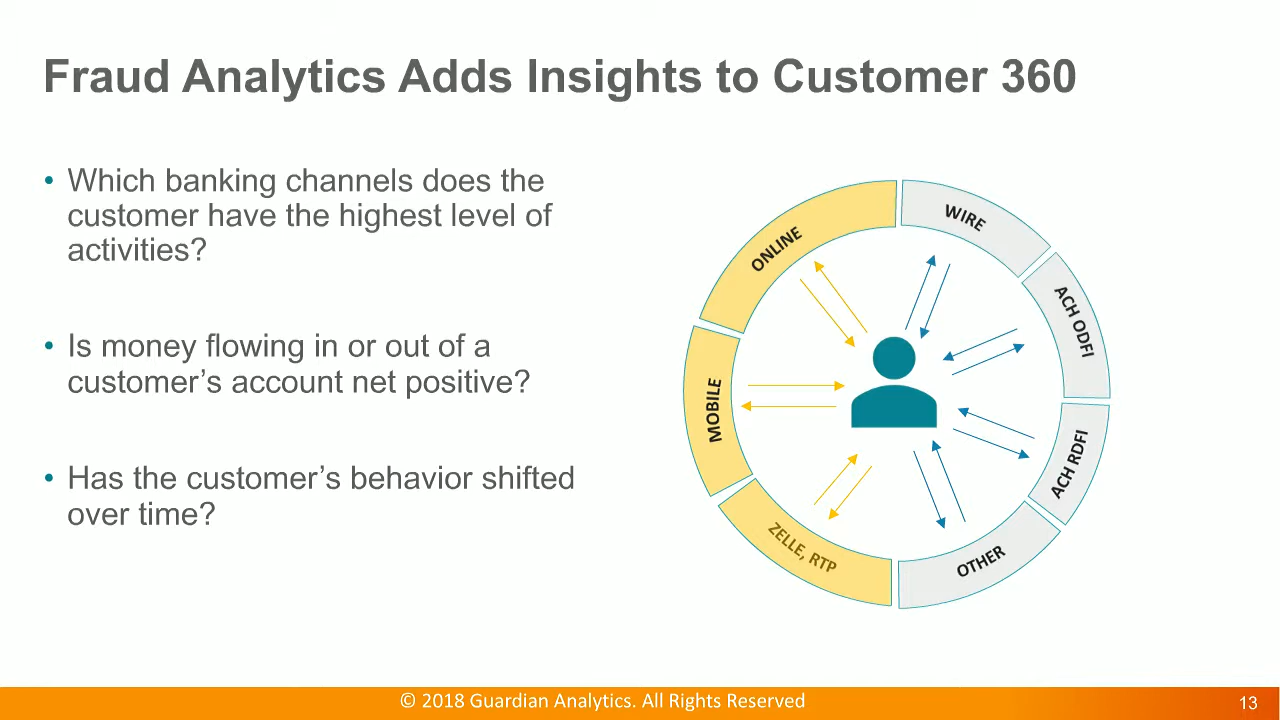 Fraud Analytics Adds Insights to Customer 360
• Which banking channels does the
customer have the highest level of
activities?
• Is money flowing in or out of a
customer’s account net positive?
• Has the customer’s behavior shifted
over time?
ONLINE
WIRE
ACH ODFI
MOBILE
ACH RDFI
ZELLE, RTP
OTHER
© 2018 Guardian Analytics. All Rights Reserved
13